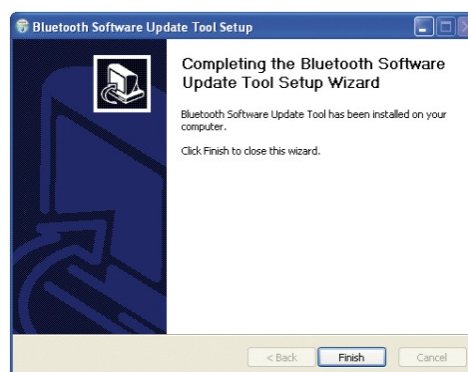 Bluetooth Software Update Tool Setup
Completing the Bluetooth Software
Update Tool Setup Wizard
Bluetooth Software Update Tool has been installed on your
computer.
Click Finish to close this wizard.
< Back
Finish
Cancel